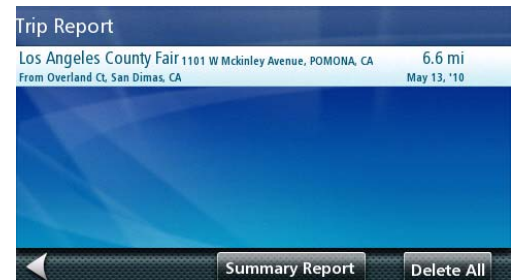 Trip Report
Los Angeles County Fair 1101 W Mckinley Avenue, POMONA, CA 6.6 mi
From Overland Ct, San Dimas, CA May 13, '10
Summary Report Delete All